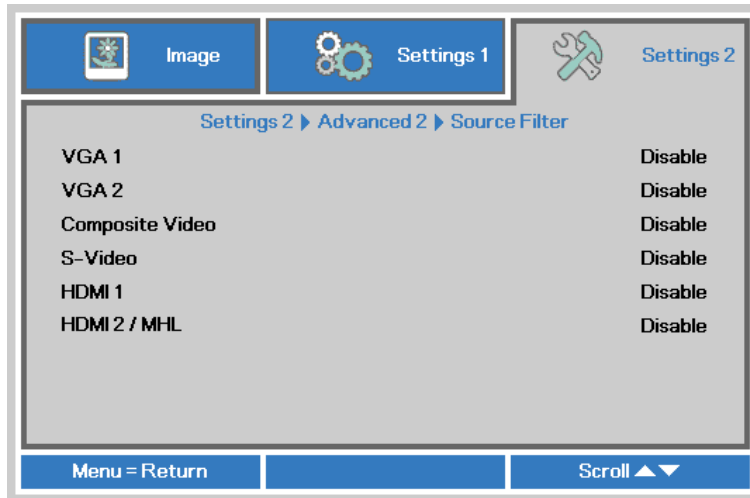 Image Settings 1 Settings 2
Settings 2 ▶ Advanced 2 ▶ Source Filter
VGA 1 Disable
VGA 2 Disable
Composite Video Disable
S-Video Disable
HDMI 1 Disable
HDMI 2 / MHL Disable
Menu = Return Scroll ▲▼